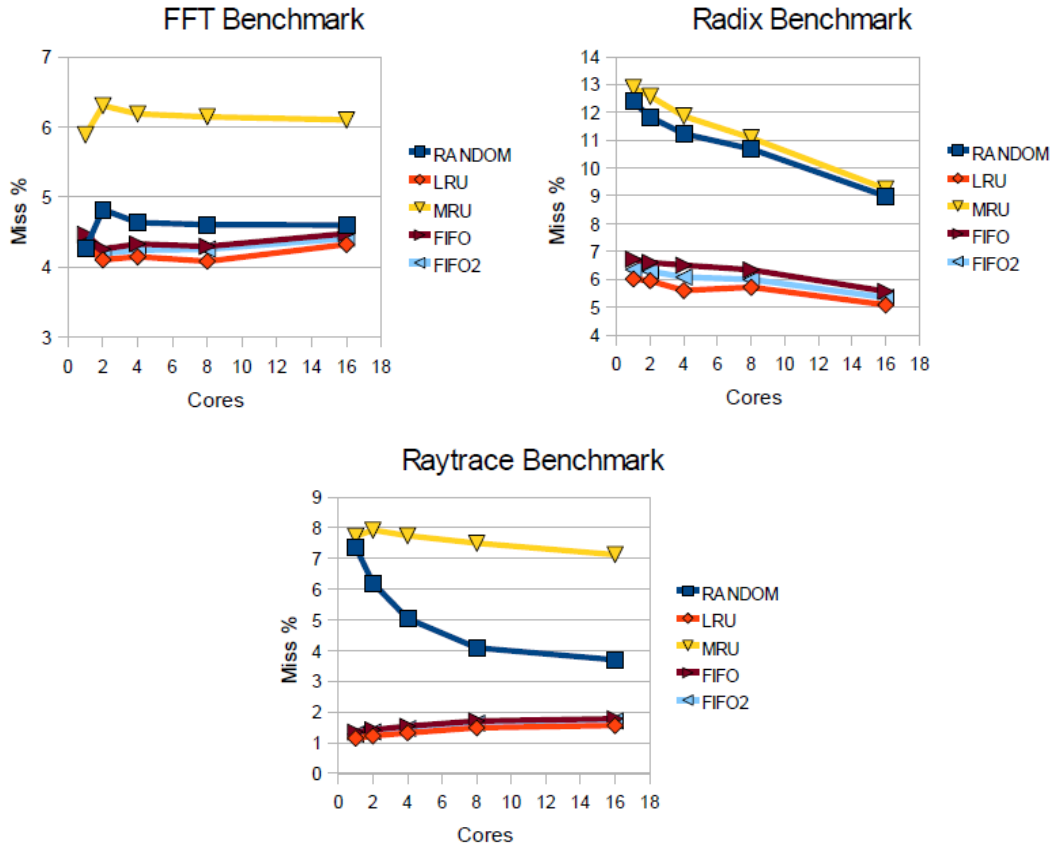 FFT Benchmark
7
6
5
4
3
Miss %
0 2 4 6 8 10 12 14 16 18
Cores
RANDOM
LRU
MRU
FIFO
FIFO2
Radix Benchmark
14
13
12
11
10
9
8
7
6
5
4
Miss %
0 2 4 6 8 10 12 14 16 18
Cores
RANDOM
LRU
MRU
FIFO
FIFO2
Raytrace Benchmark
9
8
7
6
5
4
3
2
1
0
Miss %
0 2 4 6 8 10 12 14 16 18
Cores
RANDOM
LRU
MRU
FIFO
FIFO2